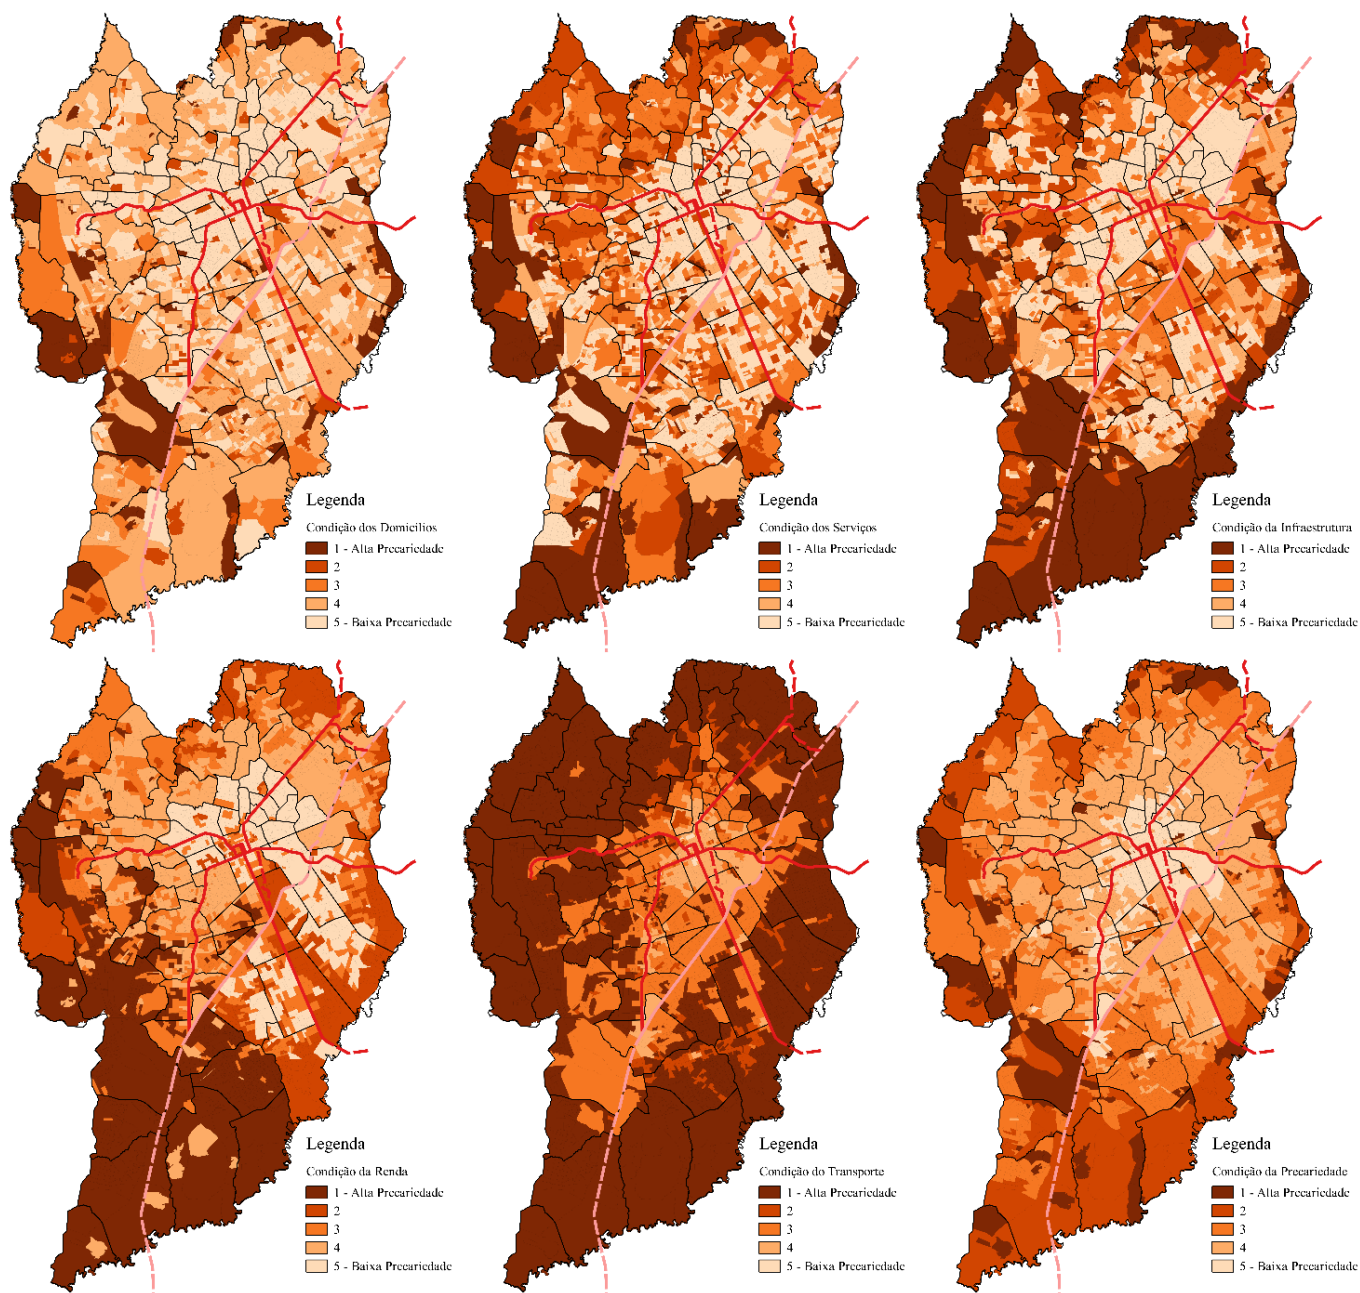 Legenda
Condição dos Domicílios
1 - Alta Precariedade
2
3
4
5 - Baixa Precariedade
Legenda
Condição dos Serviços
1 - Alta Precariedade
2
3
4
5 - Baixa Precariedade
Legenda
Condição da Infraestrutura
1 - Alta Precariedade
2
3
4
5 - Baixa Precariedade
Legenda
Condição da Renda
1 - Alta Precariedade
2
3
4
5 - Baixa Precariedade
Legenda
Condição do Transporte
1 - Alta Precariedade
2
3
4
5 - Baixa Precariedade
Legenda
Condição da Precariedade
1 - Alta Precariedade
2
3
4
5 - Baixa Precariedade